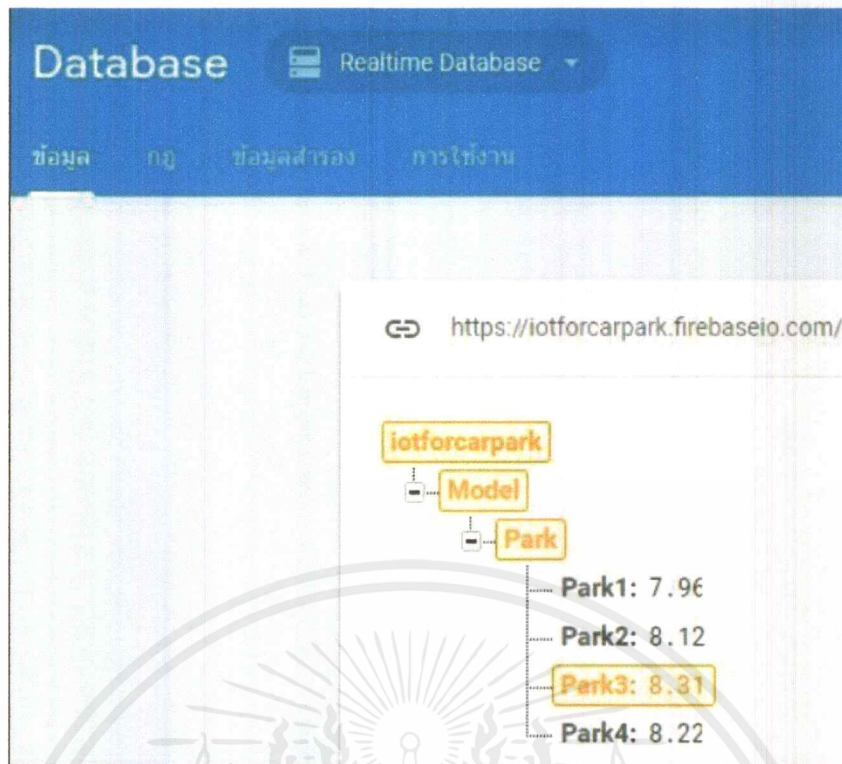 Database Realtime Database
ข้อมูล กฎ ข้อมูลสำรอง การใช้งาน
https://iotforcarpark.firebaseio.com/
iotforcarpark
Model
Park
Park1: 7.96
Park2: 8.12
Park3: 8.31
Park4: 8.22